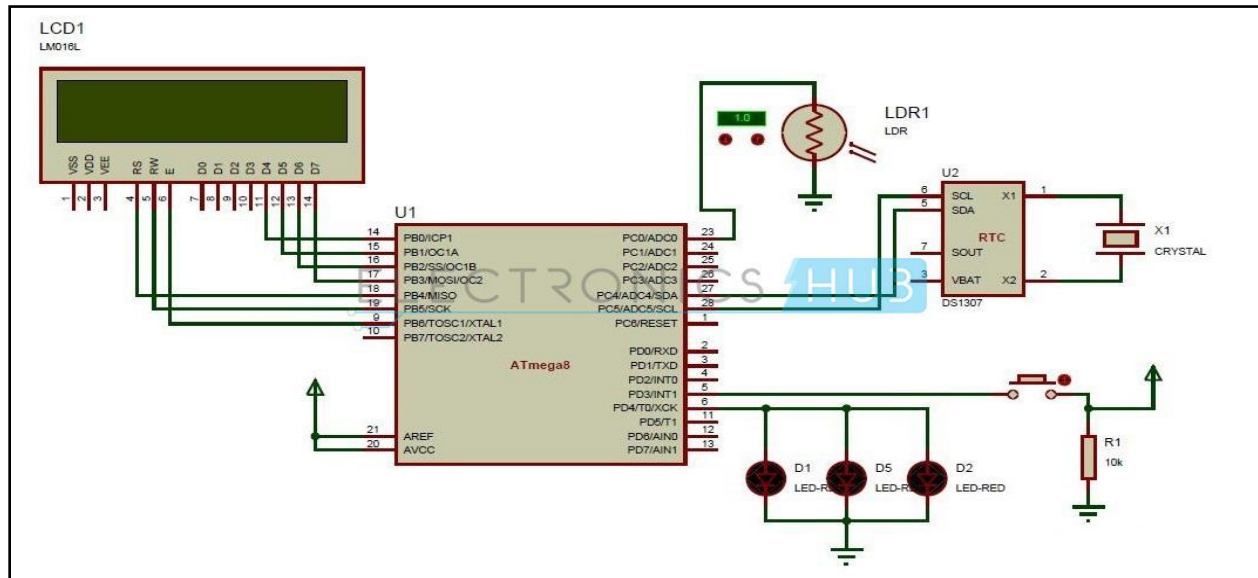 LCD1
LM016L
VSS
VDD
VEE
RS
RW
E
D0
D1
D2
D3
D4
D5
D6
D7
1
2
3
4
5
6
7
8
9
10
11
12
13
14
1.0
LDR1
LDR
U1
14 PB0/ICP1
15 PB1/OC1A
16 PB2/SS/OC1B
17 PB3/MOSI/OC2
18 PB4/MISO
19 PB5/SCK
9 PB6/TOSC1/XTAL1
10 PB7/TOSC2/XTAL2
21 AREF
20 AVCC
ATmega8
PC0/ADC0 23
PC1/ADC1 24
PC2/ADC2 25
PC3/ADC3 26
PC4/ADC4/SDA 27
PC5/ADC5/SCL 28
PC6/RESET 1
PD0/RXD 2
PD1/TXD 3
PD2/INT0 4
PD3/INT1 5
PD4/T0/XCK 6
PD5/T1 11
PD6/AIN0 12
PD7/AIN1 13
ELECTRONICS HUB
U2
6 SCL X1 1
5 SDA
RTC
7 SOUT
3 VBAT X2 2
DS1307
X1
CRYSTAL
D1
D5
D2
LED-RED
R1
10k